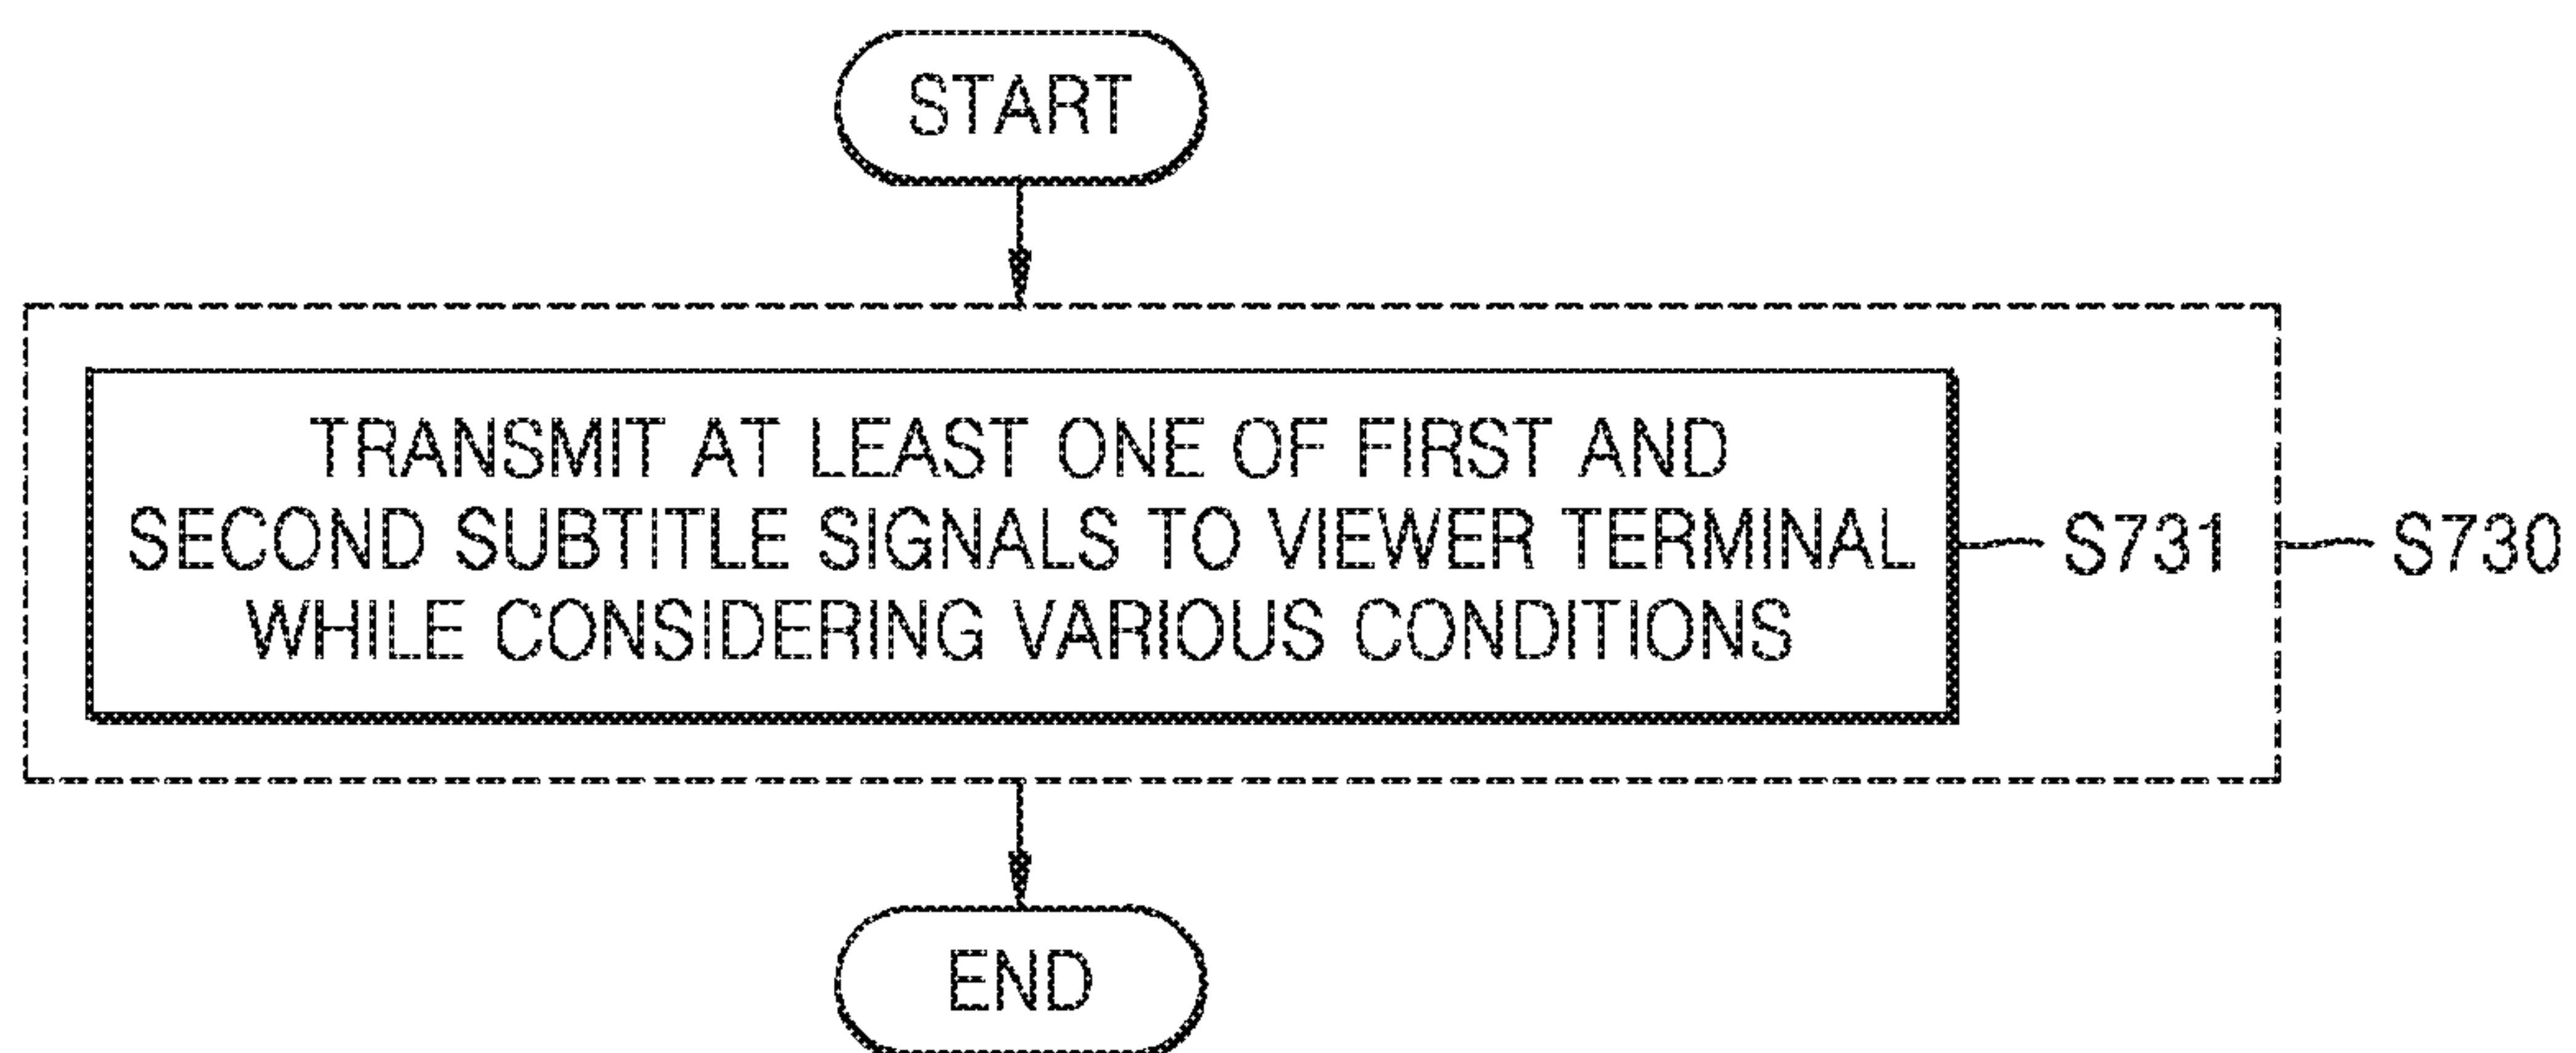 START
TRANSMIT AT LEAST ONE OF FIRST AND
SECOND SUBTITLE SIGNALS TO VIEWER TERMINAL
WHILE CONSIDERING VARIOUS CONDITIONS
S731
S730
END